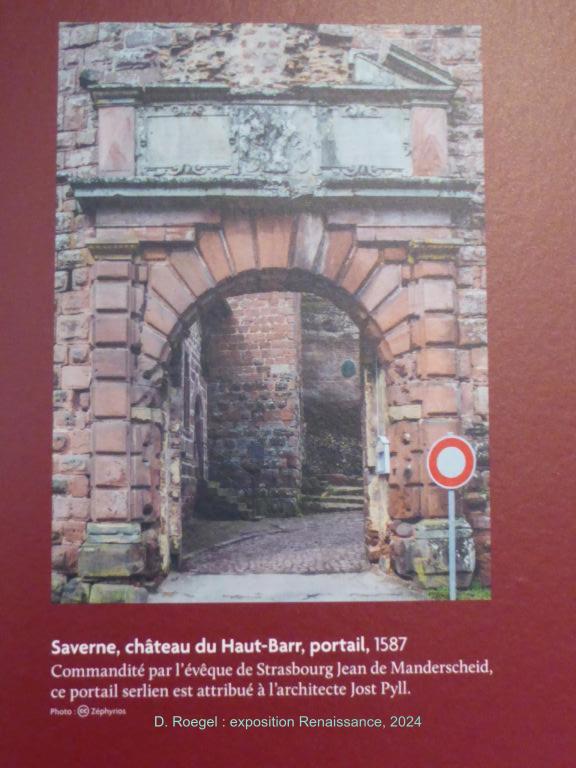 Saverne, château du Haut-Barr, portail, 1587
Commandité par l'évêque de Strasbourg Jean de Manderscheid,
ce portail serlien est attribué à l'architecte Jost Pyll.
Photo : cc Zéphyrios
D. Roegel : exposition Renaissance, 2024